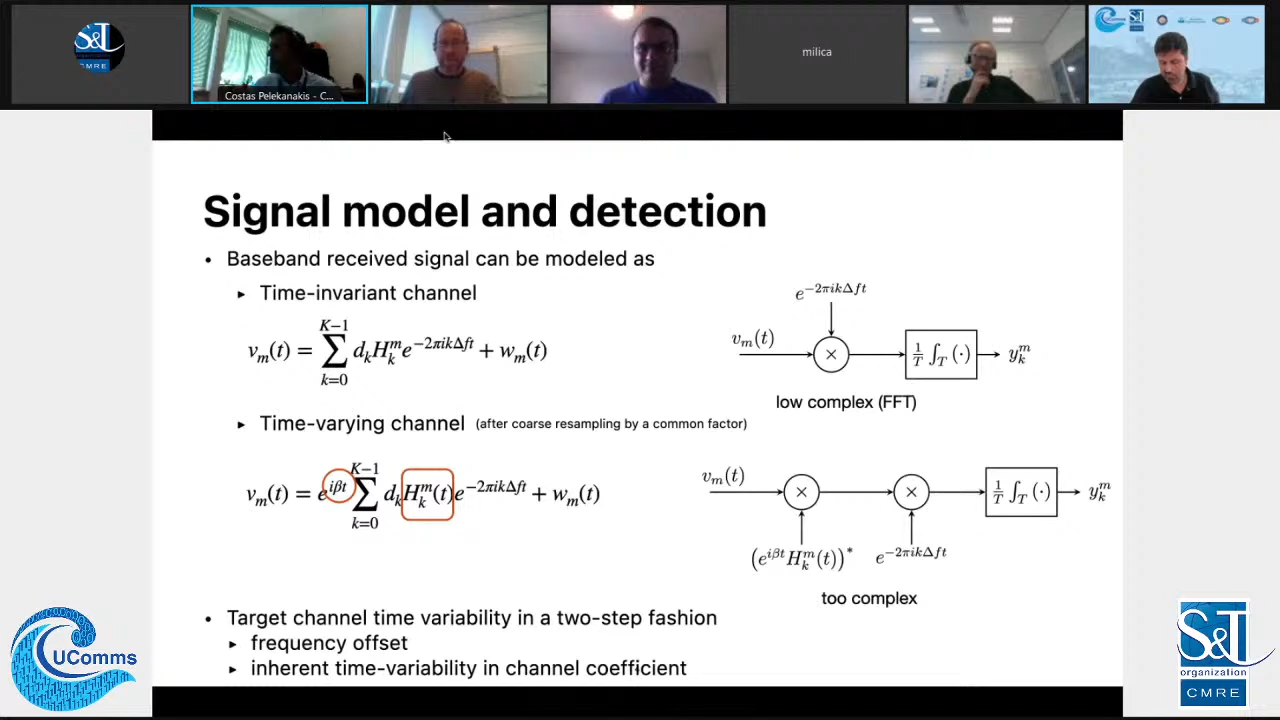 S&T
organization
CMRE
Costas Pelekanakis - C...
milica
Signal model and detection
• Baseband received signal can be modeled as
▸ Time-invariant channel
v_m(t) = ∑_{k=0}^{K−1} d_k H_k^m e^{−2πikΔft} + w_m(t)
e^{−2πikΔft}
v_m(t)
×
1/T ∫_T (·)
y_k^m
low complex (FFT)
▸ Time-varying channel (after coarse resampling by a common factor)
v_m(t) = e^{iβt} ∑_{k=0}^{K−1} d_k H_k^m(t) e^{−2πikΔft} + w_m(t)
v_m(t)
×
×
1/T ∫_T (·)
y_k^m
(e^{iβt} H_k^m(t))^*
e^{−2πikΔft}
too complex
• Target channel time variability in a two-step fashion
▸ frequency offset
▸ inherent time-variability in channel coefficient
UComms
S&T
organization
CMRE